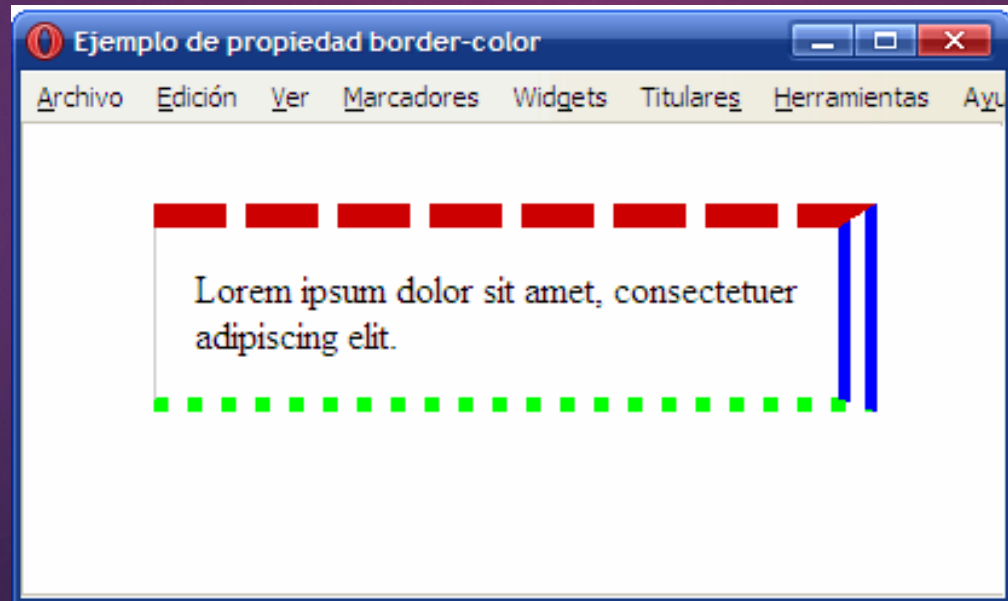 Ejemplo de propiedad border-color
Archivo Edición Ver Marcadores Widgets Titulares Herramientas Ayu
Lorem ipsum dolor sit amet, consectetuer
adipiscing elit.